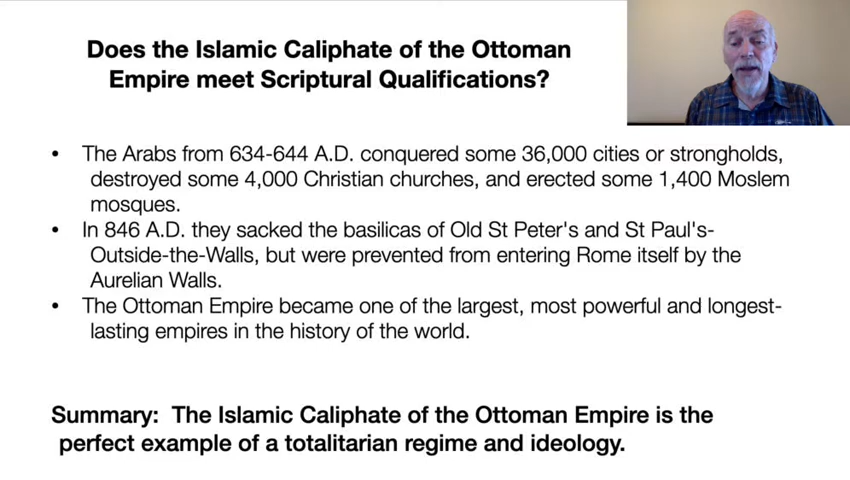 Does the Islamic Caliphate of the Ottoman
Empire meet Scriptural Qualifications?
• The Arabs from 634-644 A.D. conquered some 36,000 cities or strongholds,
destroyed some 4,000 Christian churches, and erected some 1,400 Moslem
mosques.
• In 846 A.D. they sacked the basilicas of Old St Peter's and St Paul's-
Outside-the-Walls, but were prevented from entering Rome itself by the
Aurelian Walls.
• The Ottoman Empire became one of the largest, most powerful and longest-
lasting empires in the history of the world.
Summary: The Islamic Caliphate of the Ottoman Empire is the
perfect example of a totalitarian regime and ideology.